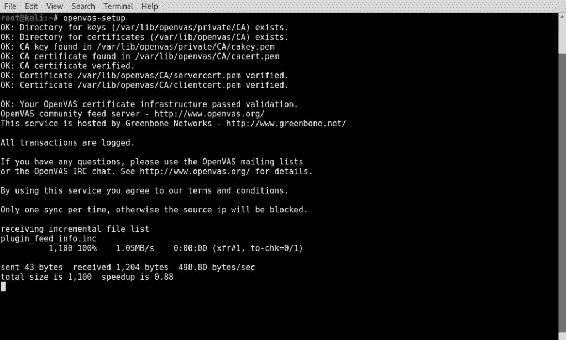 File Edit View Search Terminal Help
root@kali:~# openvas-setup
OK: Directory for keys (/var/lib/openvas/private/CA) exists.
OK: Directory for certificates (/var/lib/openvas/CA) exists.
OK: CA key found in /var/lib/openvas/private/CA/cakey.pem
OK: CA certificate found in /var/lib/openvas/CA/cacert.pem
OK: CA certificate verified.
OK: Certificate /var/lib/openvas/CA/servercert.pem verified.
OK: Certificate /var/lib/openvas/CA/clientcert.pem verified.
OK: Your OpenVAS certificate infrastructure passed validation.
OpenVAS community feed server - http://www.openvas.org/
This service is hosted by Greenbone Networks - http://www.greenbone.net/
All transactions are logged.
If you have any questions, please use the OpenVAS mailing lists
or the OpenVAS IRC chat. See http://www.openvas.org/ for details.
By using this service you agree to our terms and conditions.
Only one sync per time, otherwise the source ip will be blocked.
receiving incremental file list
plugin_feed_info.inc
1,100 100% 1.05MB/s 0:00:00 (xfr#1, to-chk=0/1)
sent 43 bytes received 1,204 bytes 498.80 bytes/sec
total size is 1,100 speedup is 0.88